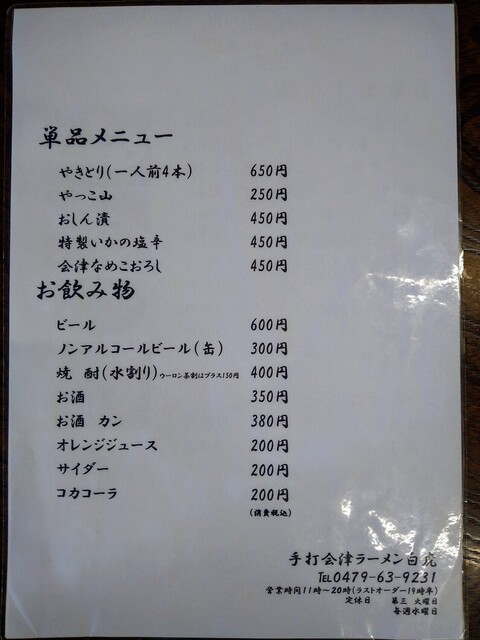 単品メニュー
やきとり(一人前4本) 650円
やっこ山 250円
おしん漬 450円
特製いかの塩辛 450円
会津なめこおろし 450円
お飲み物
ビール 600円
ノンアルコールビール(缶) 300円
焼 酎(水割り)ウーロン茶割はプラス150円 400円
お酒 350円
お酒 カン 380円
オレンジジュース 200円
サイダー 200円
コカコーラ 200円
(消費税込)
手打会津ラーメン白虎
TEL0479-63-9231
営業時間11時～20時(ラストオーダー19時半)
定休日 第三 火曜日
毎週水曜日